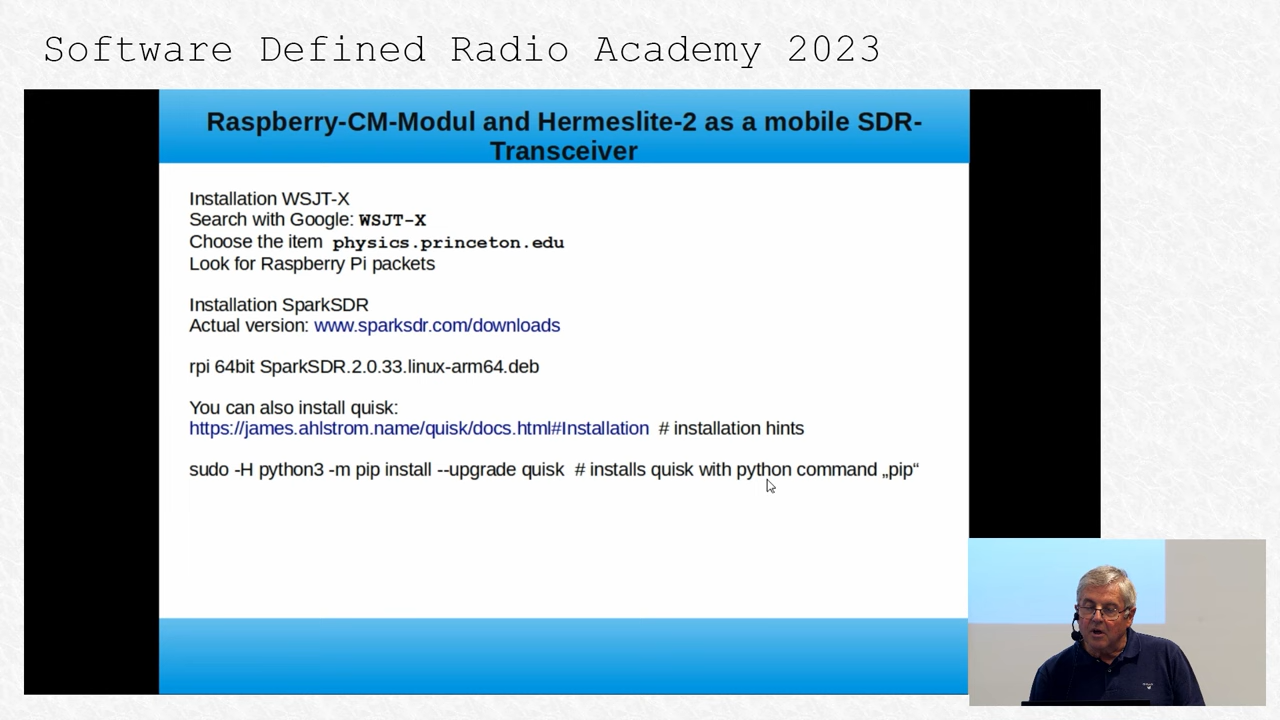 Software Defined Radio Academy 2023
Raspberry-CM-Modul and Hermeslite-2 as a mobile SDR-
Transceiver
Installation WSJT-X
Search with Google: WSJT-X
Choose the item physics.princeton.edu
Look for Raspberry Pi packets
Installation SparkSDR
Actual version: www.sparksdr.com/downloads
rpi 64bit SparkSDR.2.0.33.linux-arm64.deb
You can also install quisk:
https://james.ahlstrom.name/quisk/docs.html#Installation # installation hints
sudo -H python3 -m pip install --upgrade quisk # installs quisk with python command „pip“